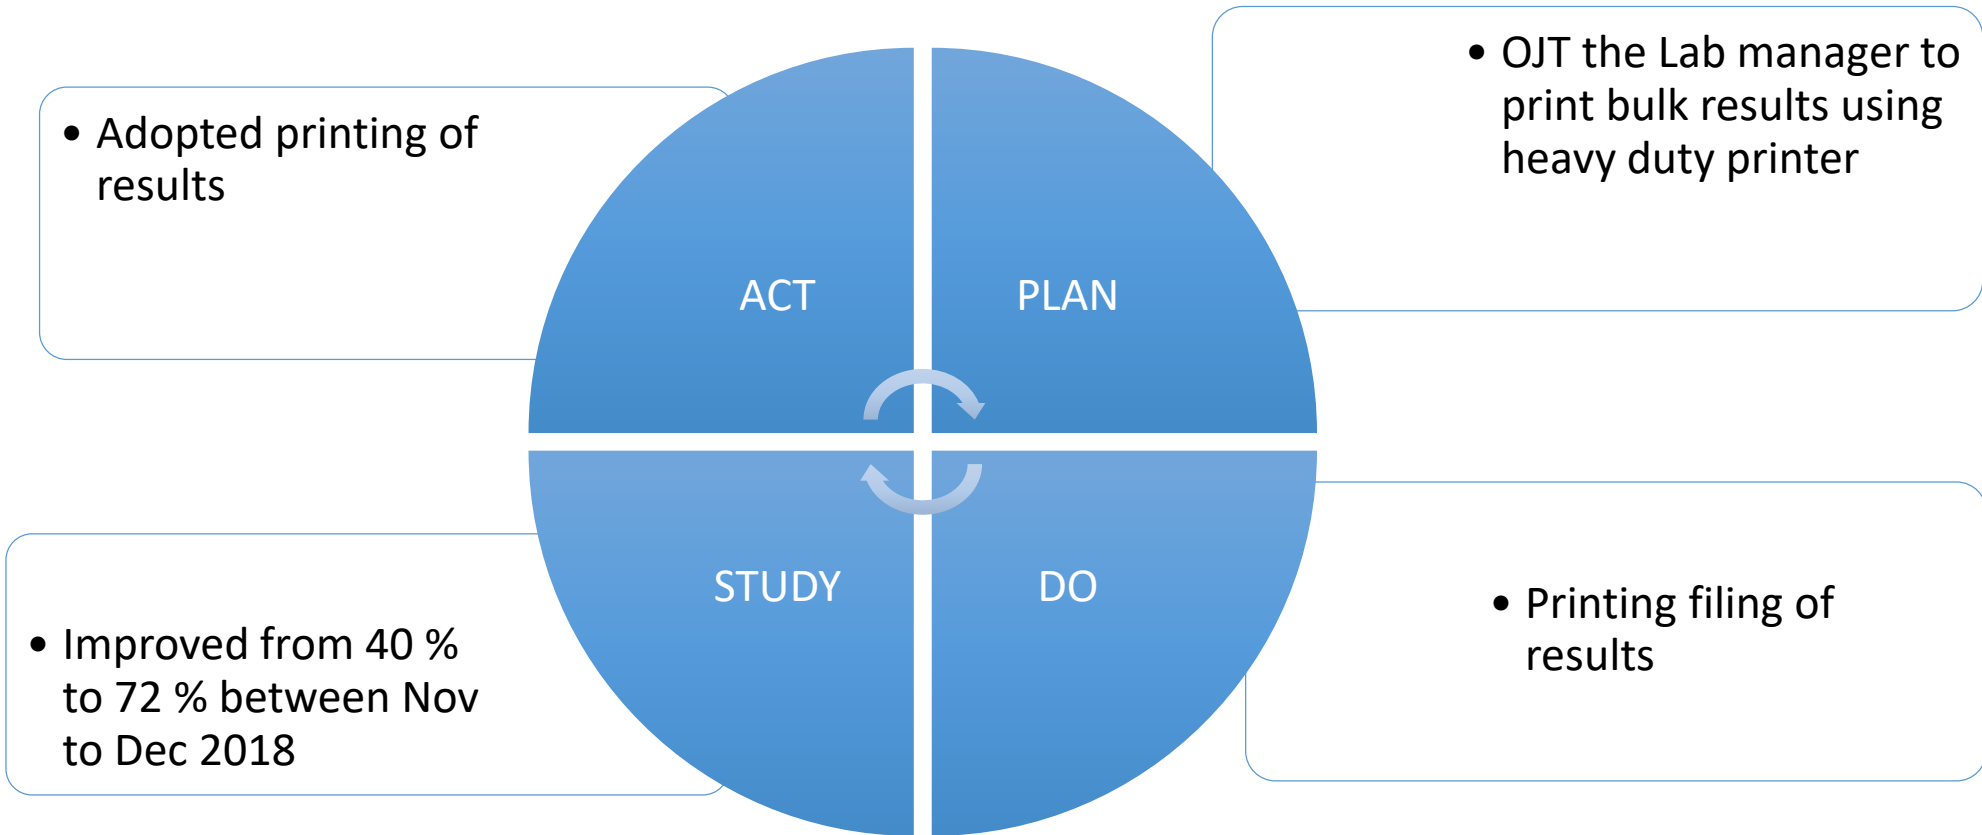 • Adopted printing of
results
• OJT the Lab manager to
print bulk results using
heavy duty printer
ACT
PLAN
STUDY
DO
• Improved from 40 %
to 72 % between Nov
to Dec 2018
• Printing filing of
results